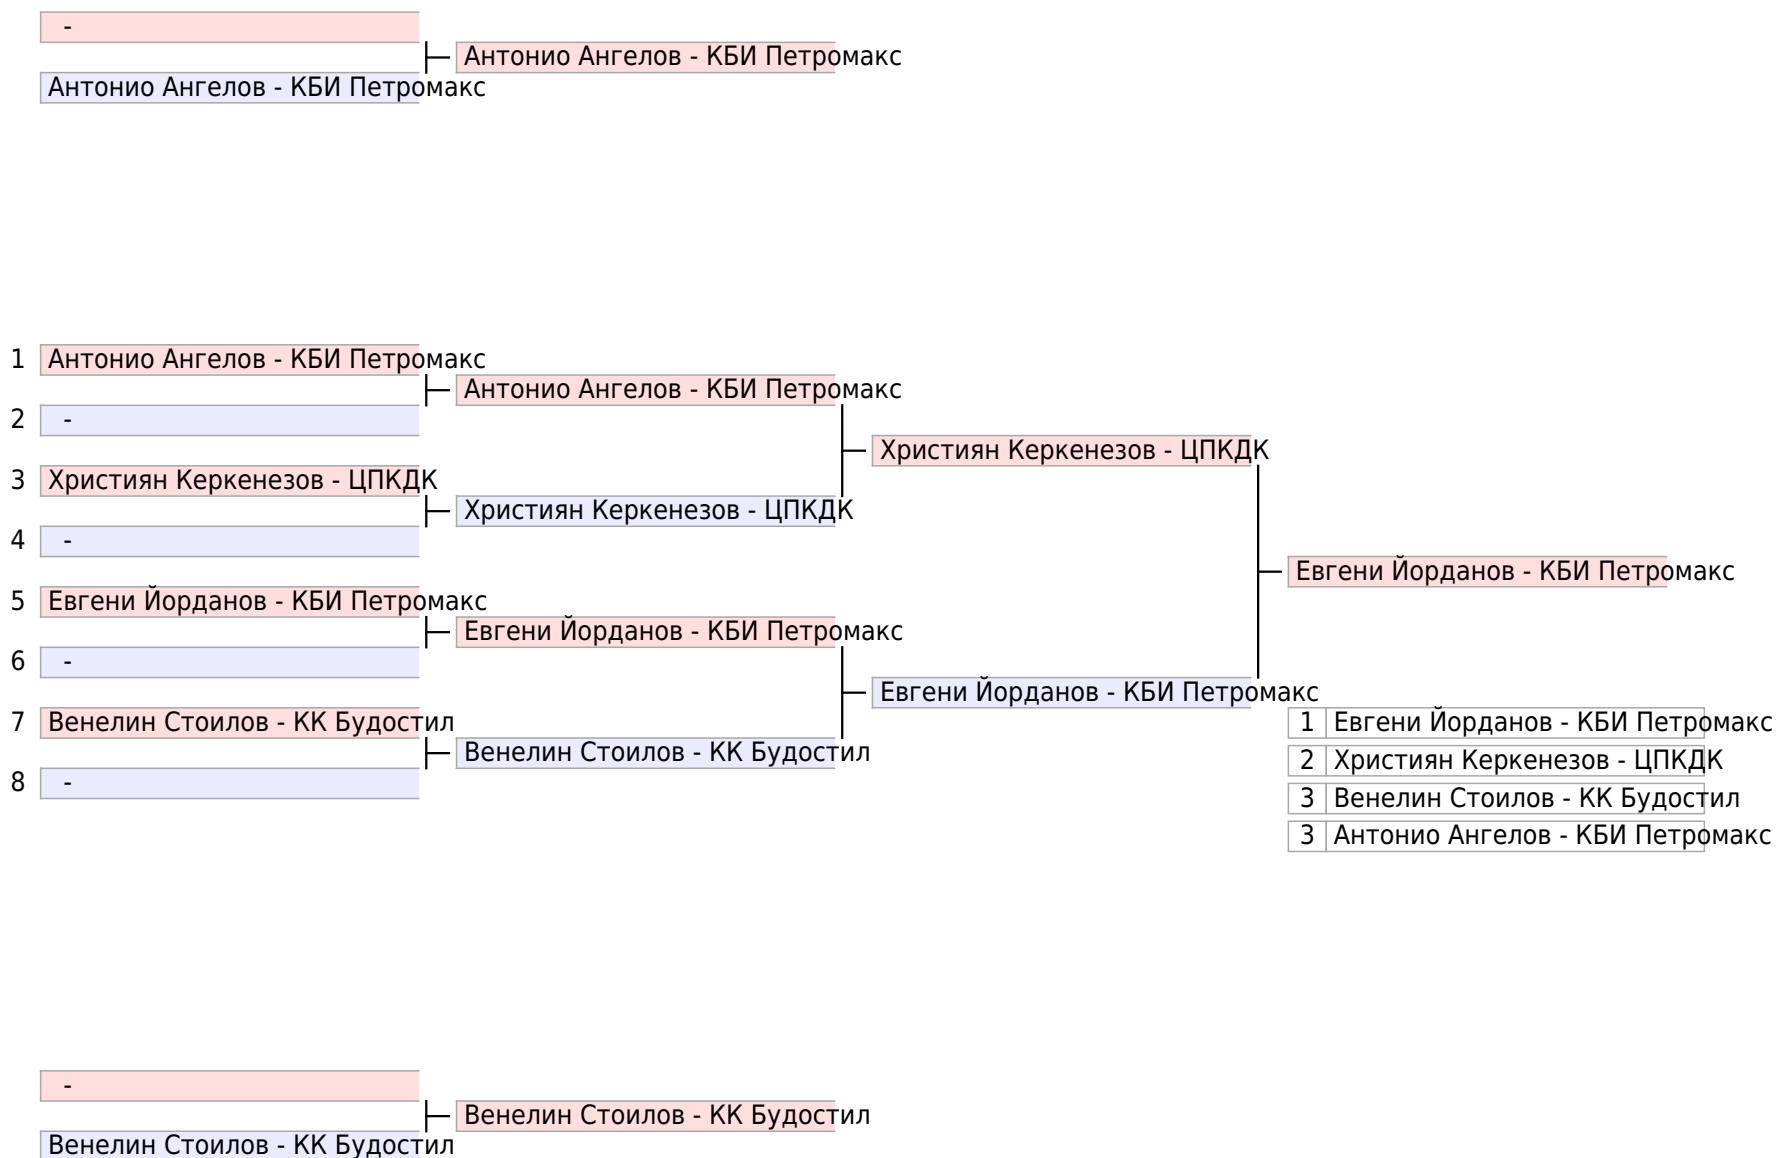 -
Антонио Ангелов - КБИ Петромакс
Антонио Ангелов - КБИ Петромакс
1 Антонио Ангелов - КБИ Петромакс
Антонио Ангелов - КБИ Петромакс
2 -
Християн Керкенезов - ЦПКДК
3 Християн Керкенезов - ЦПКДК
Християн Керкенезов - ЦПКДК
4 -
Евгени Йорданов - КБИ Петромакс
5 Евгени Йорданов - КБИ Петромакс
Евгени Йорданов - КБИ Петромакс
6 -
Евгени Йорданов - КБИ Петромакс
7 Венелин Стоилов - КК Будостил
1 Евгени Йорданов - КБИ Петромакс
Венелин Стоилов - КК Будостил
2 Християн Керкенезов - ЦПКДК
8 -
3 Венелин Стоилов - КК Будостил
3 Антонио Ангелов - КБИ Петромакс
-
Венелин Стоилов - КК Будостил
Венелин Стоилов - КК Будостил